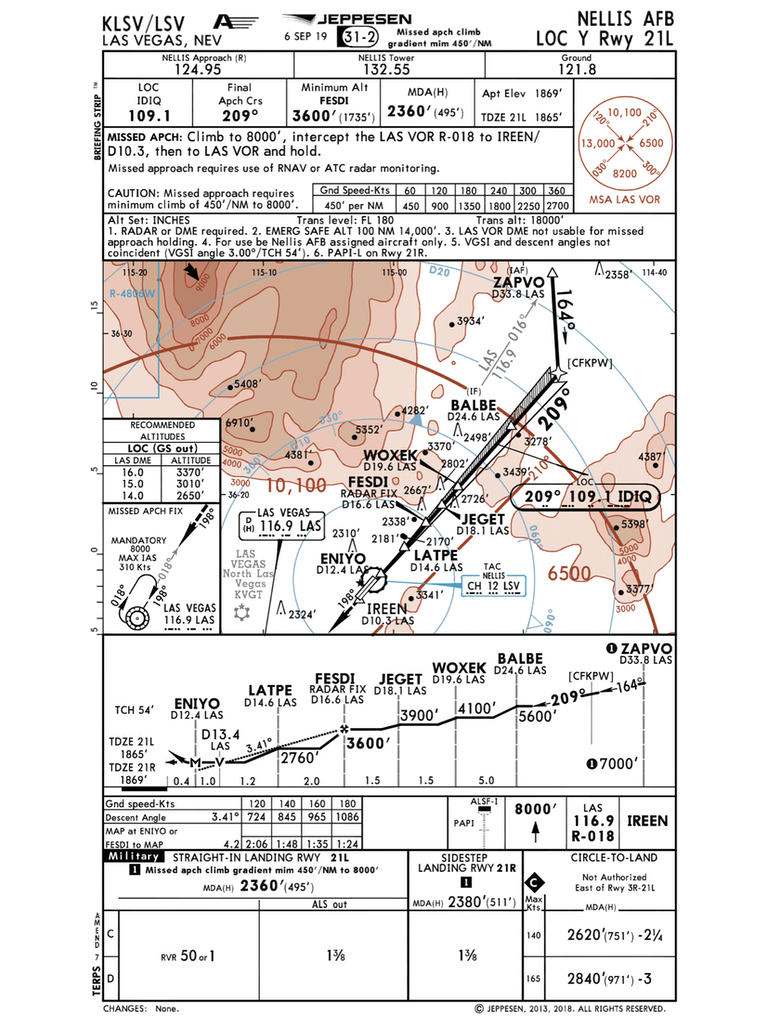 KLSV/LSV
LAS VEGAS, NEV
JEPPESEN
6 SEP 19
31-2
Missed apch climb
gradient mim 450'/NM
NELLIS AFB
LOC Y Rwy 21L
BRIEFING STRIP ™
NELLIS Approach (R)
124.95
NELLIS Tower
132.55
Ground
121.8
LOC
IDIQ
109.1
Final
Apch Crs
209°
Minimum Alt
FESDI
3600' (1735')
MDA(H)
2360' (495')
Apt Elev 1869'
TDZE 21L 1865'
MISSED APCH: Climb to 8000', intercept the LAS VOR R-018 to IREEN/
D10.3, then to LAS VOR and hold.
Missed approach requires use of RNAV or ATC radar monitoring.
CAUTION: Missed approach requires
minimum climb of 450'/NM to 8000'.
Gnd Speed-Kts 60 120 180 240 300 360
450' per NM 450 900 1350 1800 2250 2700
10,100
120°
210°
13,000
6500
030°
300°
8200
MSA LAS VOR
Alt Set: INCHES Trans level: FL 180 Trans alt: 18000'
1. RADAR or DME required. 2. EMERG SAFE ALT 100 NM 14,000'. 3. LAS VOR DME not usable for missed
approach holding. 4. For use be Nellis AFB assigned aircraft only. 5. VGSI and descent angles not
coincident (VGSI angle 3.00°/TCH 54'). 6. PAPI-L on Rwy 21R.
115-20
115-10
115-00
114-40
D20
(IAF)
ZAPVO
D33.8 LAS
2358'
R-4806W
9000
8000
7000
6000
15
36-30
3934'
LAS
116.9
016°
164°
[CFKPW]
10
5408'
(IF)
BALBE
D24.6 LAS
209°
4282'
6910'
330°
5352'
2498'
3278'
010
300°
5000
4000
4381'
3370'
WOXEK
D19.6 LAS
2802'
3439'
210°
4387'
RECOMMENDED
ALTITUDES
LOC (GS out)
LAS DME ALTITUDE
16.0 3370'
15.0 3010'
14.0 2650'
5
36-20
10,100
FESDI
RADAR FIX
D16.6 LAS
2667'
2726'
LOC
209° 109.1 IDIQ
MISSED APCH FIX
198°
MANDATORY
8000
MAX IAS
310 Kts
018°
018°
198°
LAS VEGAS
116.9 LAS
D
(H)
LAS VEGAS
116.9 LAS
2338'
JEGET
D18.1 LAS
2310'
2181'
2170'
060°
5398'
5000
4000
0
ENIYO
D12.4 LAS
LATPE
D14.6 LAS
LAS
VEGAS
North Las
Vegas
KVGT
TAC
NELLIS
CH 12 LSV
6500
198°
3341'
3377'
3000
2324'
IREEN
D10.3 LAS
090°
5
ZAPVO
D33.8 LAS
BALBE
D24.6 LAS
[CFKPW]
WOXEK
D19.6 LAS
164°
FESDI
RADAR FIX
D16.6 LAS
JEGET
D18.1 LAS
209°
LATPE
D14.6 LAS
TCH 54'
ENIYO
D12.4 LAS
3900'
4100'
5600'
D13.4
LAS
3.41°
TDZE 21L
1865'
3600'
2760'
M
V
TDZE 21R
1869'
1 7000'
0.4 1.0 1.2 2.0 1.5 1.5 5.0
Gnd speed-Kts 120 140 160 180
Descent Angle 3.41° 724 845 965 1086
MAP at ENIYO or
FESDI to MAP 4.2 2:06 1:48 1:35 1:24
ALSF-I
PAPI
8000'
LAS
116.9
R-018
IREEN
Military STRAIGHT-IN LANDING RWY 21L
1 Missed apch climb gradient mim 450'/NM to 8000'
MDA(H) 2360' (495')
ALS out
SIDESTEP
LANDING RWY 21R
1
MDA(H) 2380' (511')
CIRCLE-TO-LAND
C
Not Authorized
East of Rwy 3R-21L
Max
Kts.
MDA(H)
C
RVR 50 or 1
1⅜
1⅜
140
2620' (751') -2¼
D
165
2840' (971') -3
AMEND 7
TERPS
CHANGES: None.
© JEPPESEN, 2013, 2018. ALL RIGHTS RESERVED.